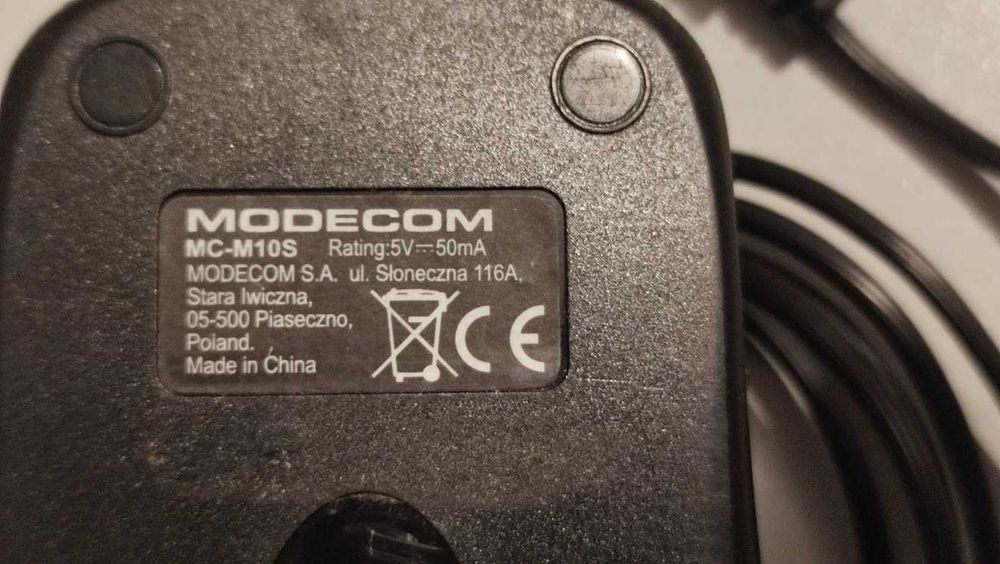 MODECOM
MC-M10S Rating:5V⎓50mA
MODECOM S.A. ul. Słoneczna 116A,
Stara Iwiczna,
05-500 Piaseczno,
Poland.
Made in China
CE